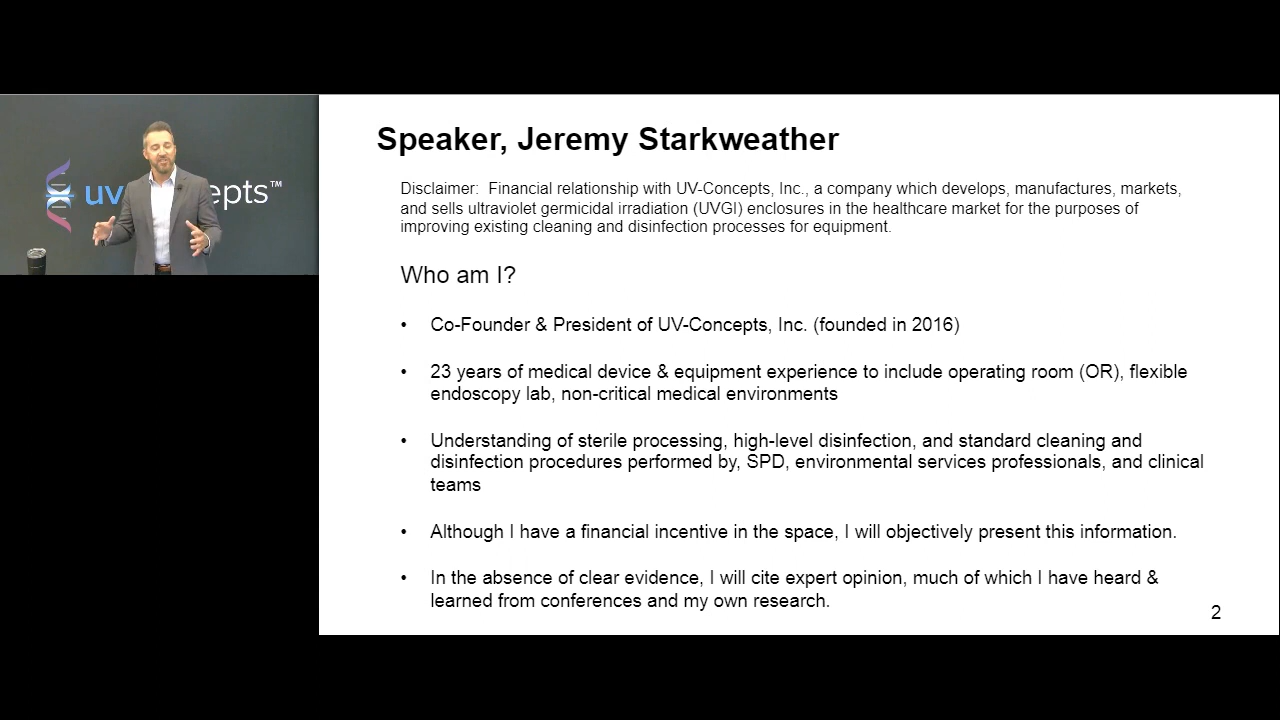 uv epts™
Speaker, Jeremy Starkweather
Disclaimer: Financial relationship with UV-Concepts, Inc., a company which develops, manufactures, markets,
and sells ultraviolet germicidal irradiation (UVGI) enclosures in the healthcare market for the purposes of
improving existing cleaning and disinfection processes for equipment.
Who am I?
• Co-Founder & President of UV-Concepts, Inc. (founded in 2016)
• 23 years of medical device & equipment experience to include operating room (OR), flexible
endoscopy lab, non-critical medical environments
• Understanding of sterile processing, high-level disinfection, and standard cleaning and
disinfection procedures performed by, SPD, environmental services professionals, and clinical
teams
• Although I have a financial incentive in the space, I will objectively present this information.
• In the absence of clear evidence, I will cite expert opinion, much of which I have heard &
learned from conferences and my own research.
2